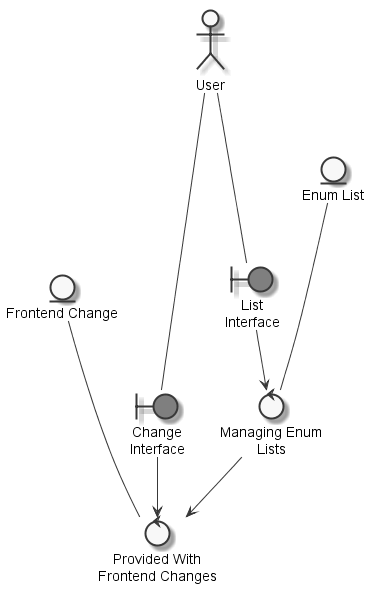 User
Enum List
Frontend Change
List
Interface
Change
Interface
Managing Enum
Lists
Provided With
Frontend Changes